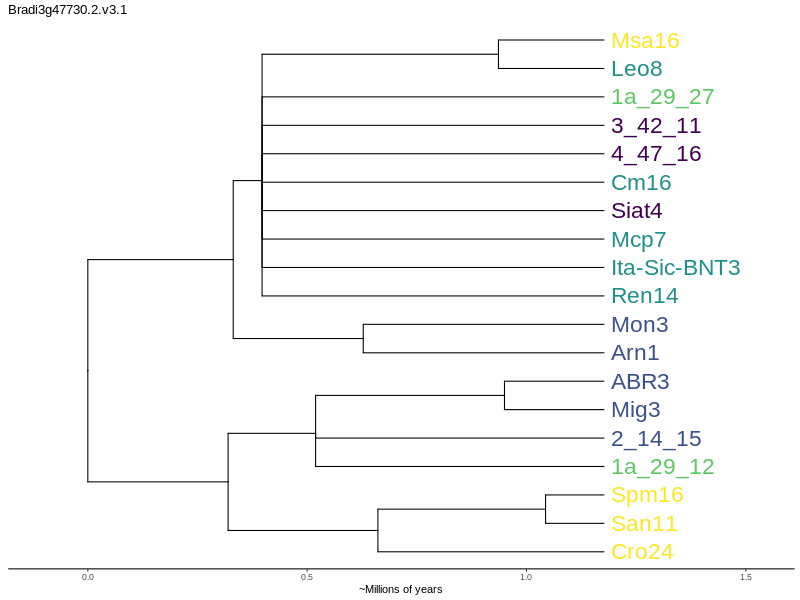 Bradi3g47730.2.v3.1
Msa16
Leo8
1a_29_27
3_42_11
4_47_16
Cm16
Siat4
Mcp7
Ita-Sic-BNT3
Ren14
Mon3
Arn1
ABR3
Mig3
2_14_15
1a_29_12
Spm16
San11
Cro24
0.0 0.5 1.0 1.5
~Millions of years